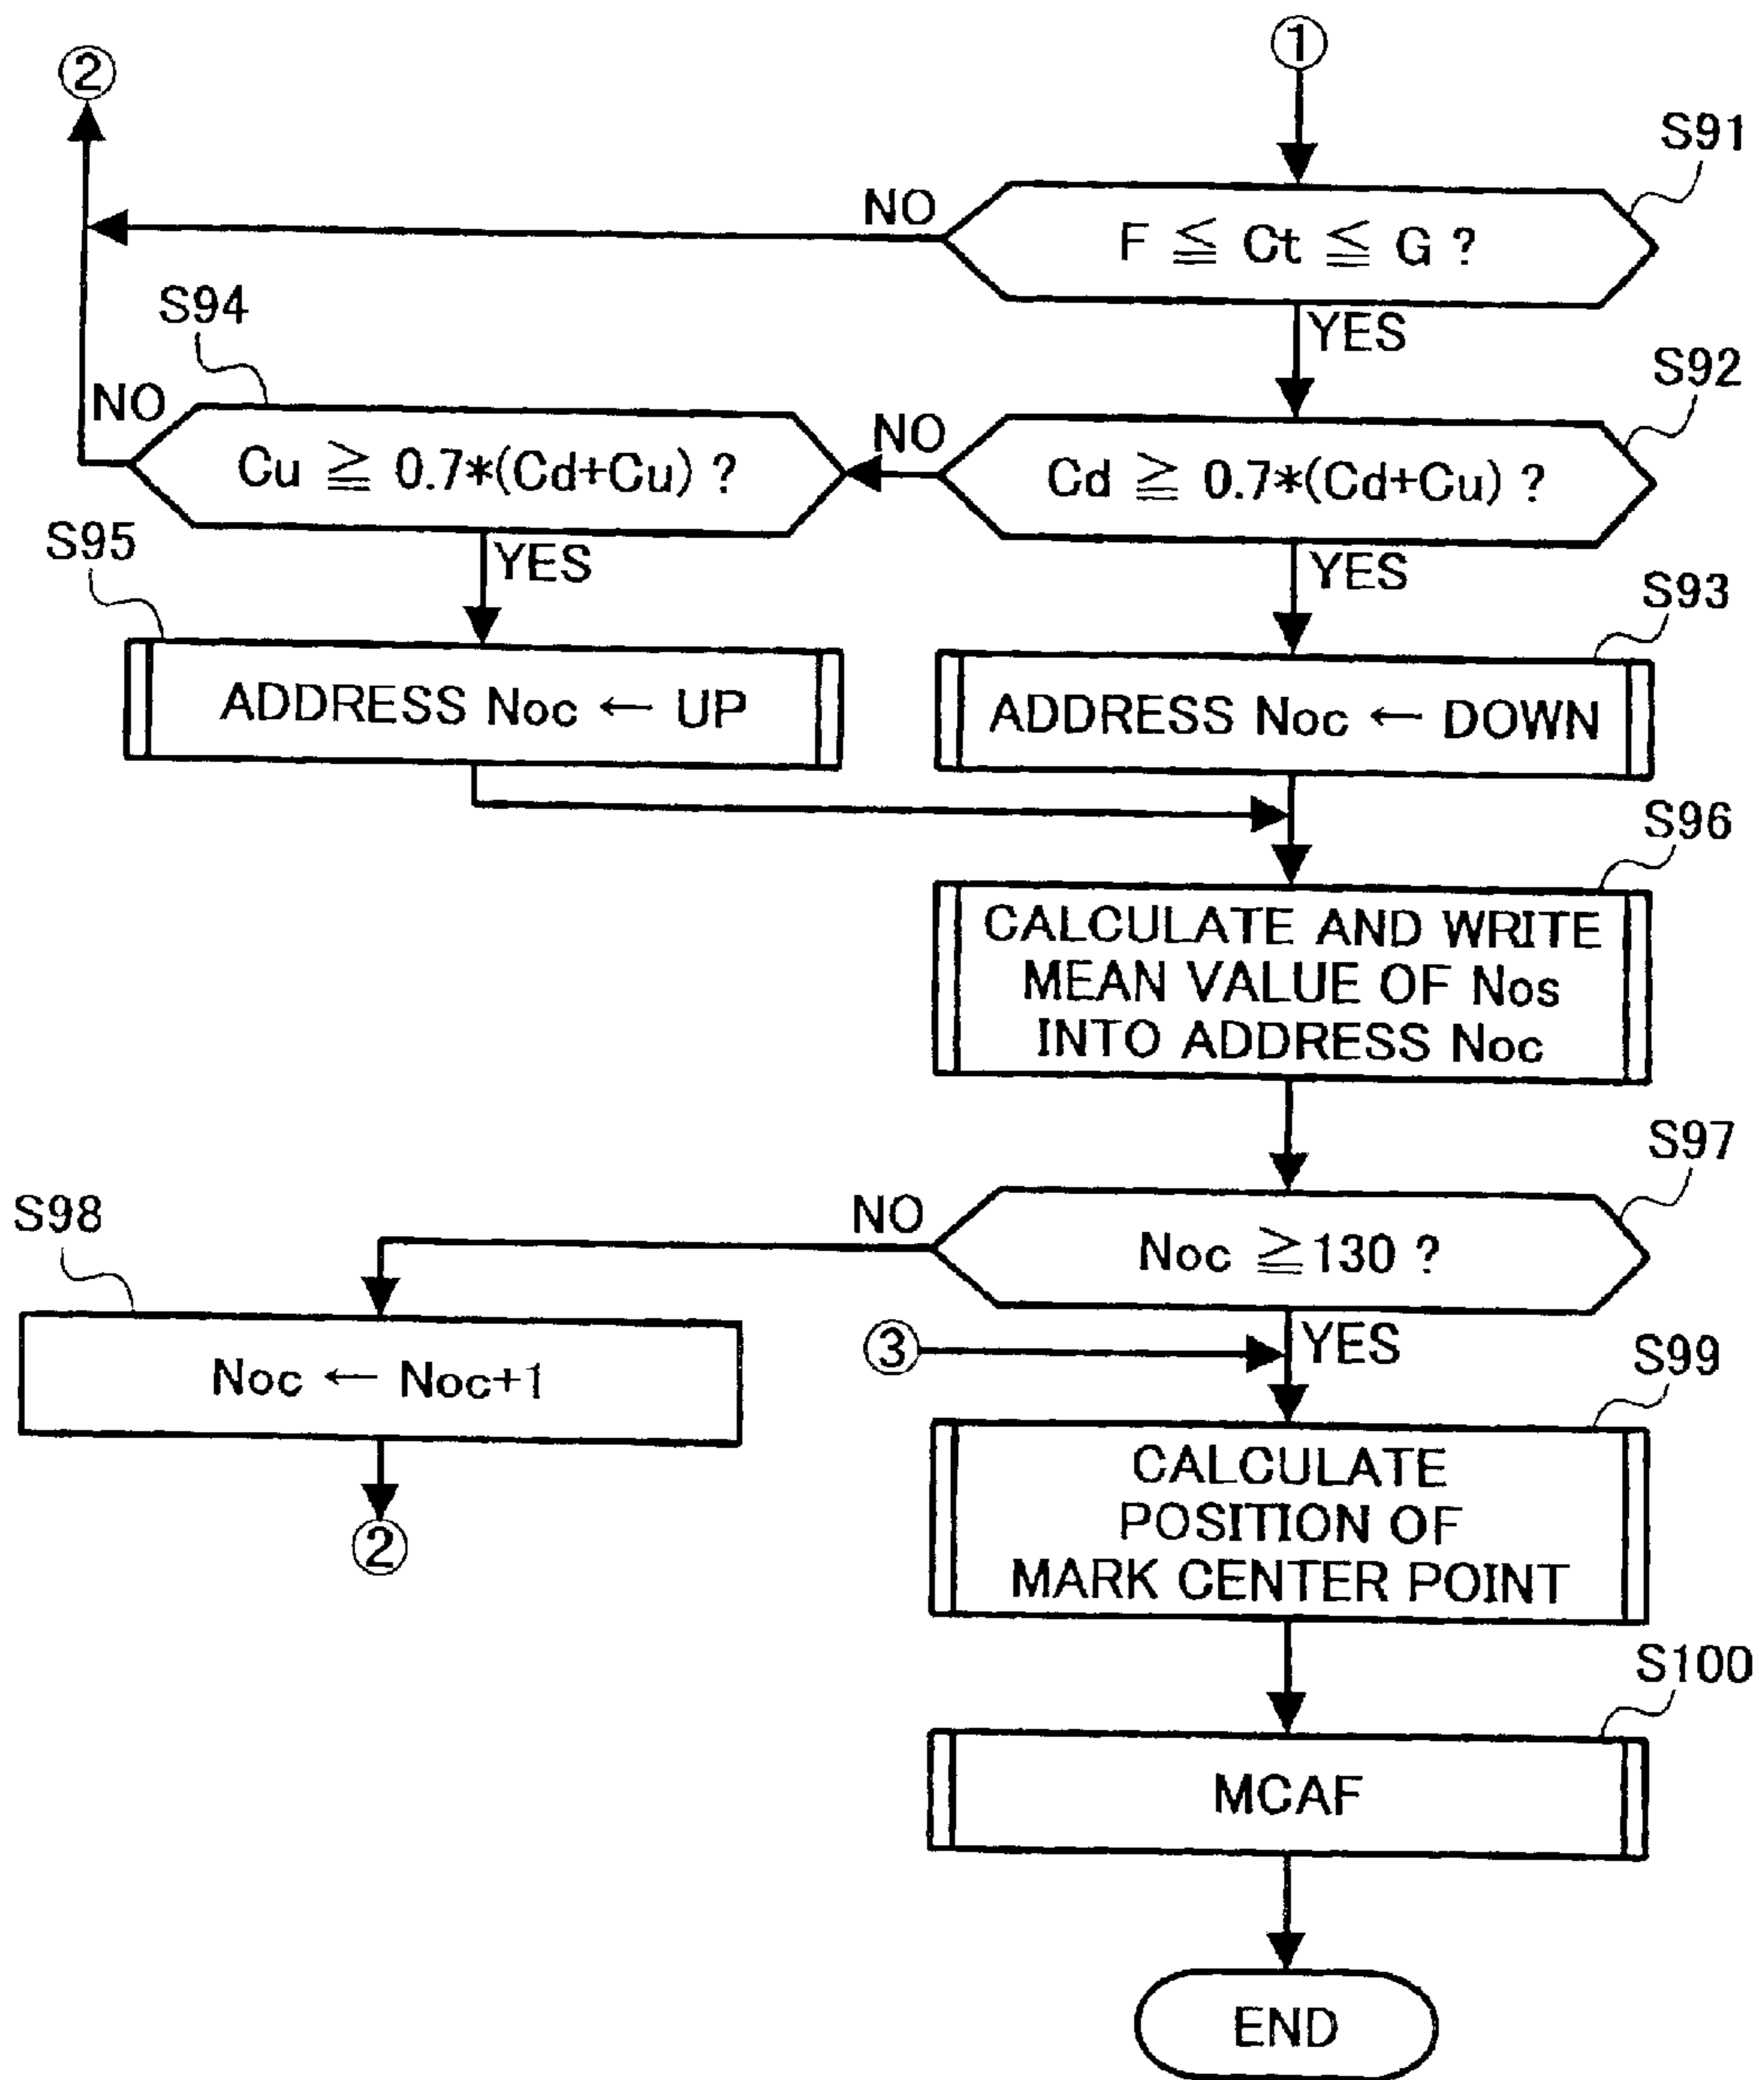 ①
②
S91
NO
F ≦ Ct ≦ G ?
YES
S94
S92
NO
Cu ≧ 0.7*(Cd+Cu) ?
NO
Cd ≧ 0.7*(Cd+Cu) ?
S95
YES
YES
S93
ADDRESS Noc ← UP
ADDRESS Noc ← DOWN
S96
CALCULATE AND WRITE
MEAN VALUE OF Nos
INTO ADDRESS Noc
S97
S98
NO
Noc ≧130 ?
③
YES
S99
Noc ← Noc+1
②
CALCULATE
POSITION OF
MARK CENTER POINT
S100
MCAF
END